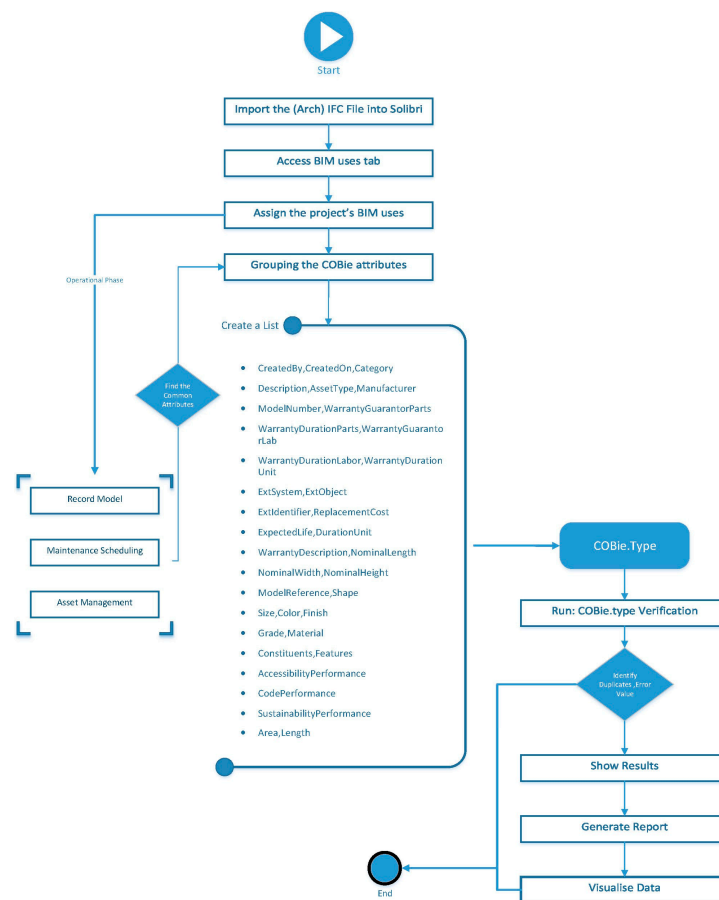 Start
Import the (Arch) IFC File into Solibri
Access BIM uses tab
Assign the project's BIM uses
Grouping the COBie attributes
Operational Phase
Find the
Common
Attributes
Record Model
Maintenance Scheduling
Asset Management
Create a List
CreatedBy,CreatedOn,Category
Description,AssetType,Manufacturer
ModelNumber,WarrantyGuarantorParts
WarrantyDurationParts,WarrantyGuaranto
rLab
WarrantyDurationLabor,WarrantyDuration
Unit
ExtSystem,ExtObject
ExtIdentifier,ReplacementCost
ExpectedLife,DurationUnit
WarrantyDescription,NominalLength
NominalWidth,NominalHeight
ModelReference,Shape
Size,Color,Finish
Grade,Material
Constituents,Features
AccessibilityPerformance
CodePerformance
SustainabilityPerformance
Area,Length
COBie.Type
Run: COBie.type Verification
Identify
Duplicates ,Error
Value
Show Results
Generate Report
Visualise Data
End